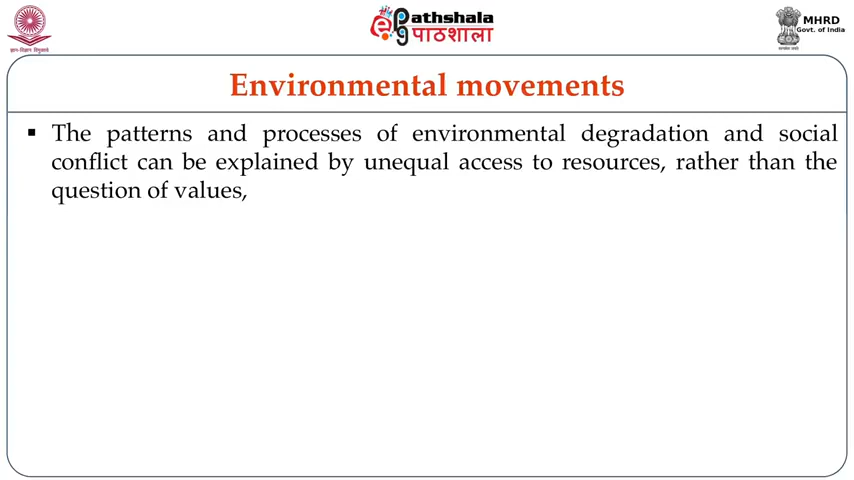 ePathshala
पाठशाला
MHRD
Govt. of India
Environmental movements
▪ The patterns and processes of environmental degradation and social
conflict can be explained by unequal access to resources, rather than the
question of values,